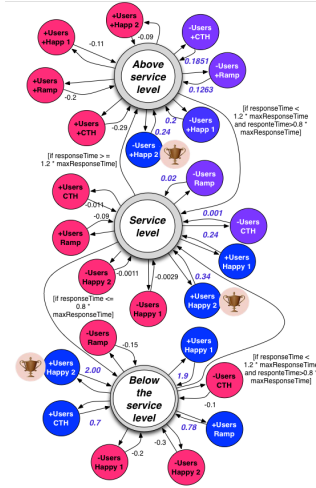 +Users
+Happ 2
-Users
+CTH
+Users
+Happ 1
-0.09
-0.11
0.1851
Above
service
level
-Users
+Ramp
+Users
+Ramp
0.1263
-0.2
+Users
+CTH
-0.29
0.2
0.24
-Users
+Happ 1
-Users
+Happ 2
[if responseTime <
1.2 * maxResponseTime
and responteTime>0.8 *
maxResponseTime]
[if responseTime > =
1.2 * maxResponseTime]
-Users
Ramp
0.02
-Users
CTH
-0.011
-0.09
+Users
Ramp
Service
level
0.001
-Users
CTH
0.24
+Users
Happy 1
-Users
Happy 2
-0.0011
-0.0029
0.34
-Users
Happy 1
+Users
Happy 2
[if responseTime <=
0.8 *
maxResponseTime]
-Users
Ramp
-0.15
+Users
Happy 1
[if responseTime <
1.2 * maxResponseTime
and responteTime>0.8
maxResponseTime]
+Users
Happy 2
2.00
1.9
-Users
CTH
Below
the
service
level
-0.1
+Users
CTH
0.7
0.78
+Users
Ramp
-0.2
-0.3
-Users
Happy 1
-Users
Happy 2